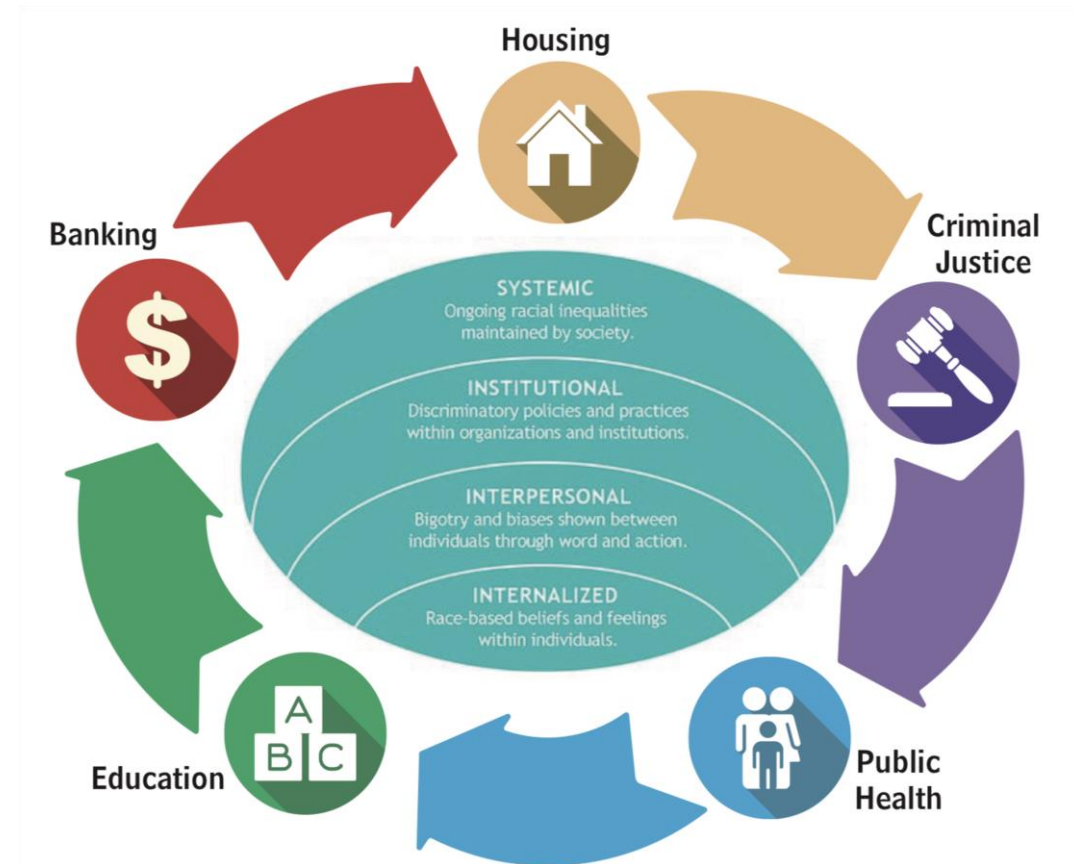 Housing
Banking
Criminal
Justice
$
SYSTEMIC
Ongoing racial inequalities
maintained by society.
INSTITUTIONAL
Discriminatory policies and practices
within organizations and institutions.
INTERPERSONAL
Bigotry and biases shown between
individuals through word and action.
INTERNALIZED
Race-based beliefs and feelings
within individuals.
A
B C
Education
Public
Health